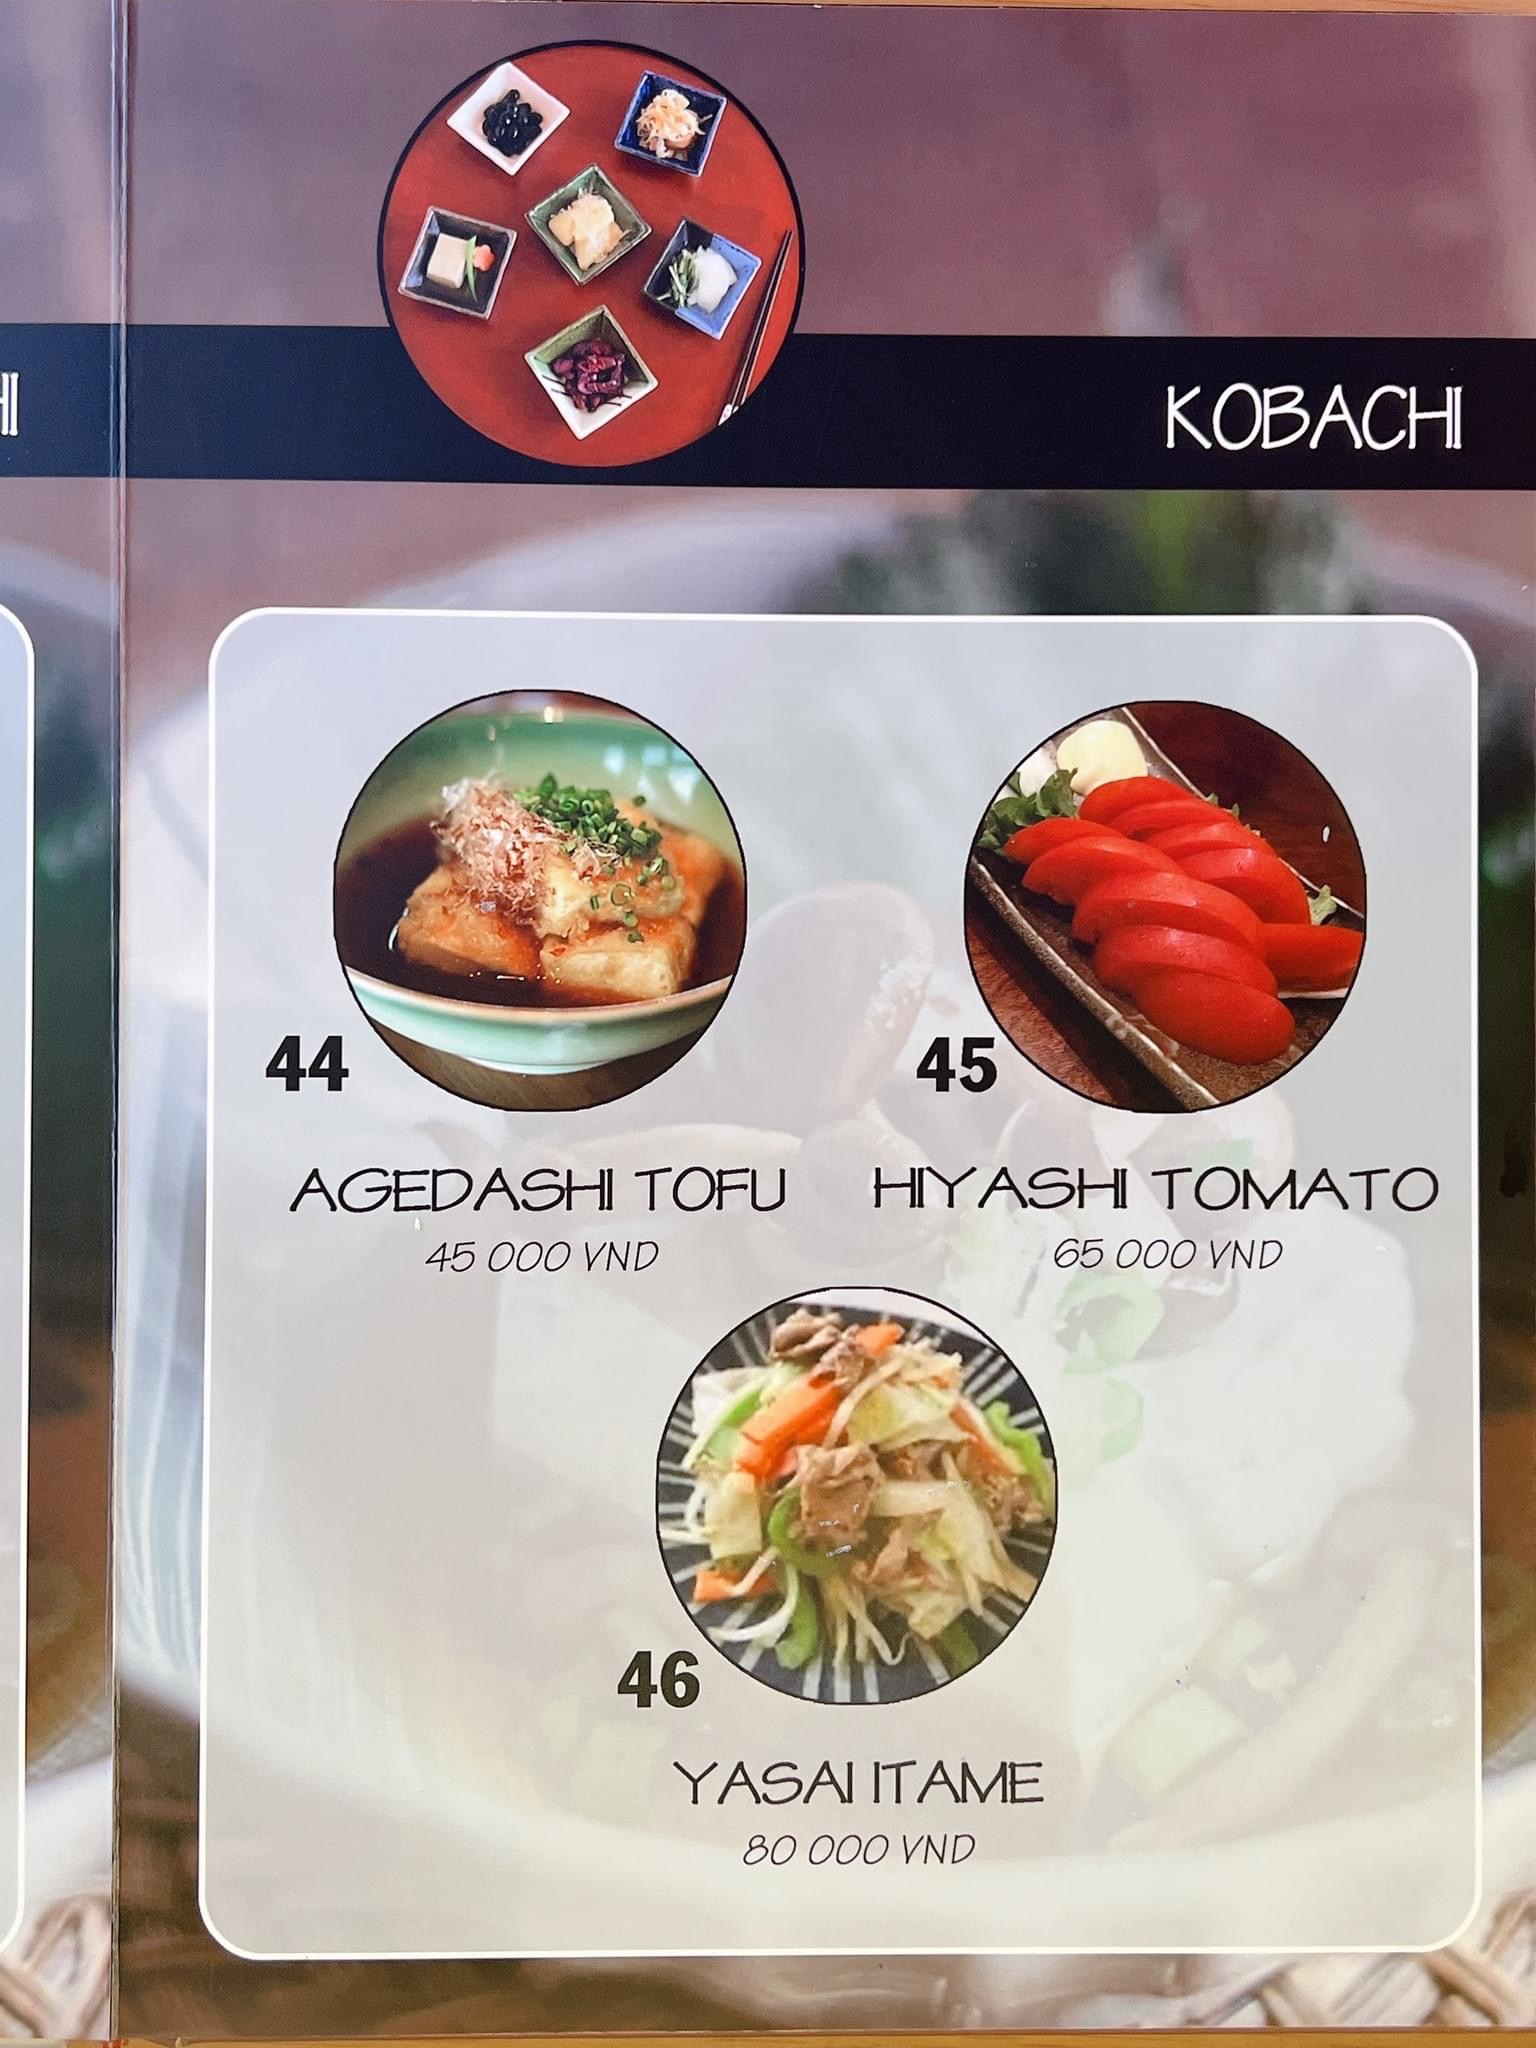 KOBACHI
44
45
AGEDASHI TOFU
HIYASHI TOMATO
45 000 VND
65 000 VND
46
YASAI ITAME
80 000 VND